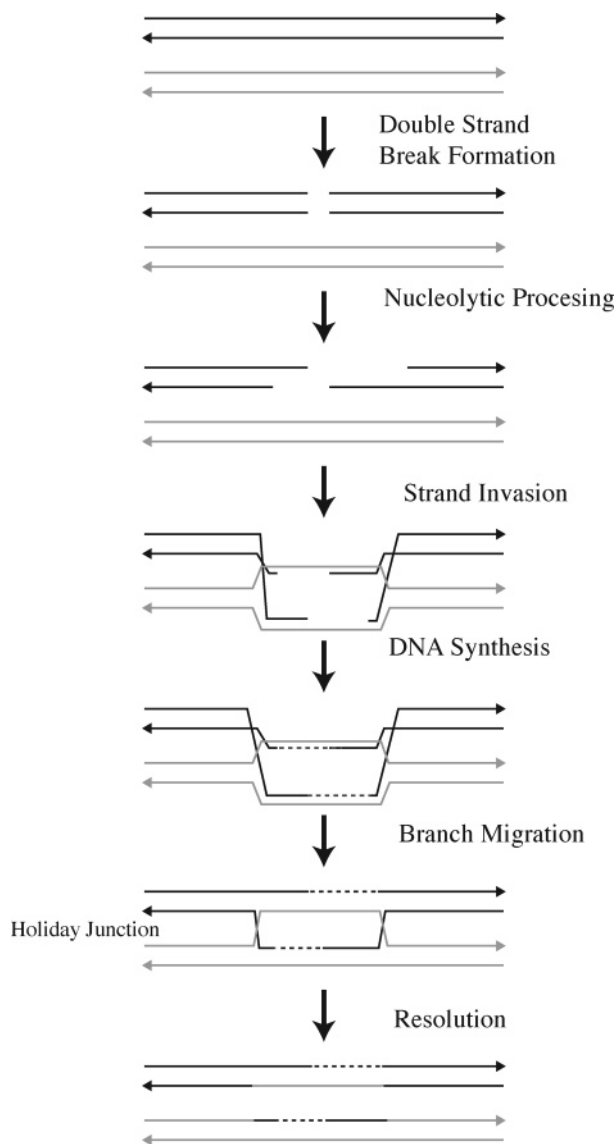 Double Strand
Break Formation
Nucleolytic Procesing
Strand Invasion
DNA Synthesis
Branch Migration
Holiday Junction
Resolution